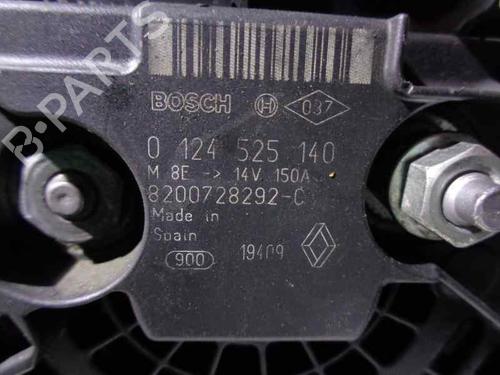 B-PARTS
BOSCH 037
0 124 525 140
M 8E -> 14V 150A
8200728292-C
Made in
Spain
900 19409